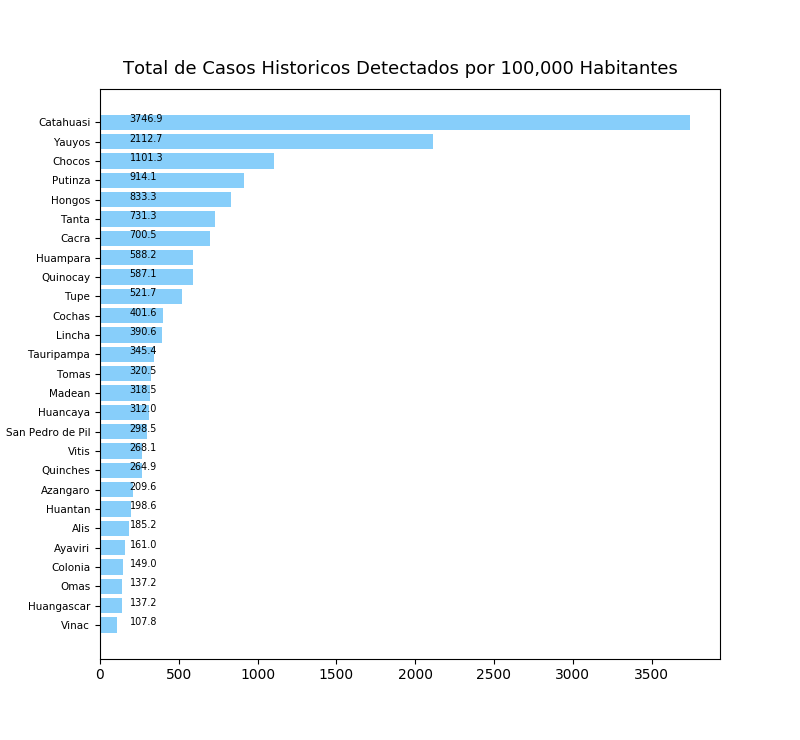 Total de Casos Historicos Detectados por 100,000 Habitantes
Catahuasi 3746.9
Yauyos 2112.7
Chocos 1101.3
Putinza 914.1
Hongos 833.3
Tanta 731.3
Cacra 700.5
Huampara 588.2
Quinocay 587.1
Tupe 521.7
Cochas 401.6
Lincha 390.6
Tauripampa 345.4
Tomas 320.5
Madean 318.5
Huancaya 312.0
San Pedro de Pil 298.5
Vitis 268.1
Quinches 264.9
Azangaro 209.6
Huantan 198.6
Alis 185.2
Ayaviri 161.0
Colonia 149.0
Omas 137.2
Huangascar 137.2
Vinac 107.8
0 500 1000 1500 2000 2500 3000 3500